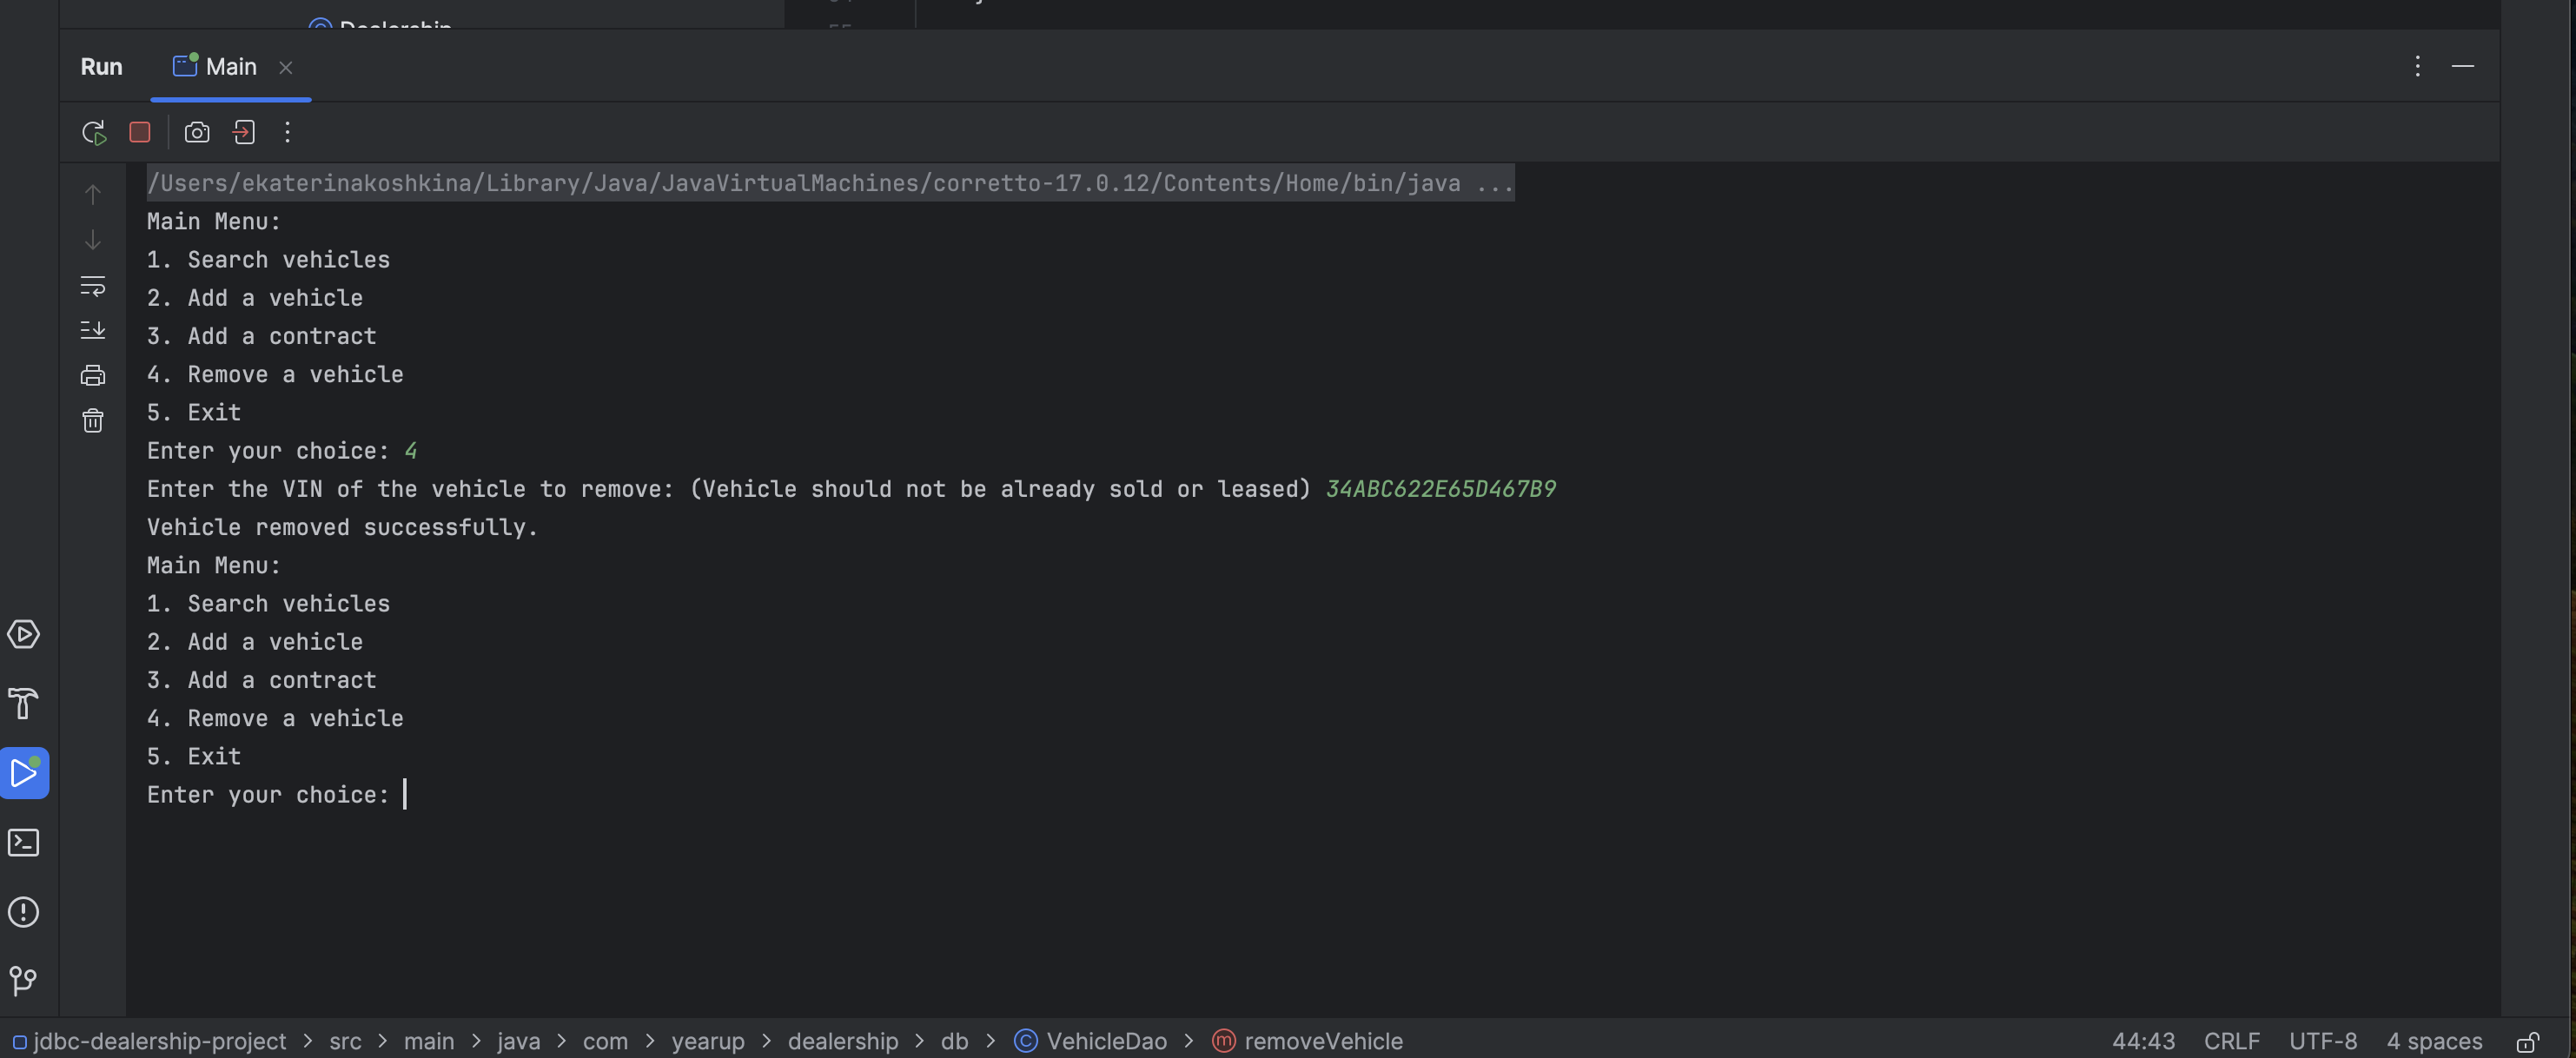 Dealership
55
Run Main
/Users/ekaterinakoshkina/Library/Java/JavaVirtualMachines/corretto-17.0.12/Contents/Home/bin/java ...
Main Menu:
1. Search vehicles
2. Add a vehicle
3. Add a contract
4. Remove a vehicle
5. Exit
Enter your choice: 4
Enter the VIN of the vehicle to remove: (Vehicle should not be already sold or leased) 34ABC622E65D467B9
Vehicle removed successfully.
Main Menu:
1. Search vehicles
2. Add a vehicle
3. Add a contract
4. Remove a vehicle
5. Exit
Enter your choice:
jdbc-dealership-project > src > main > java > com > yearup > dealership > db > VehicleDao > removeVehicle 44:43 CRLF UTF-8 4 spaces